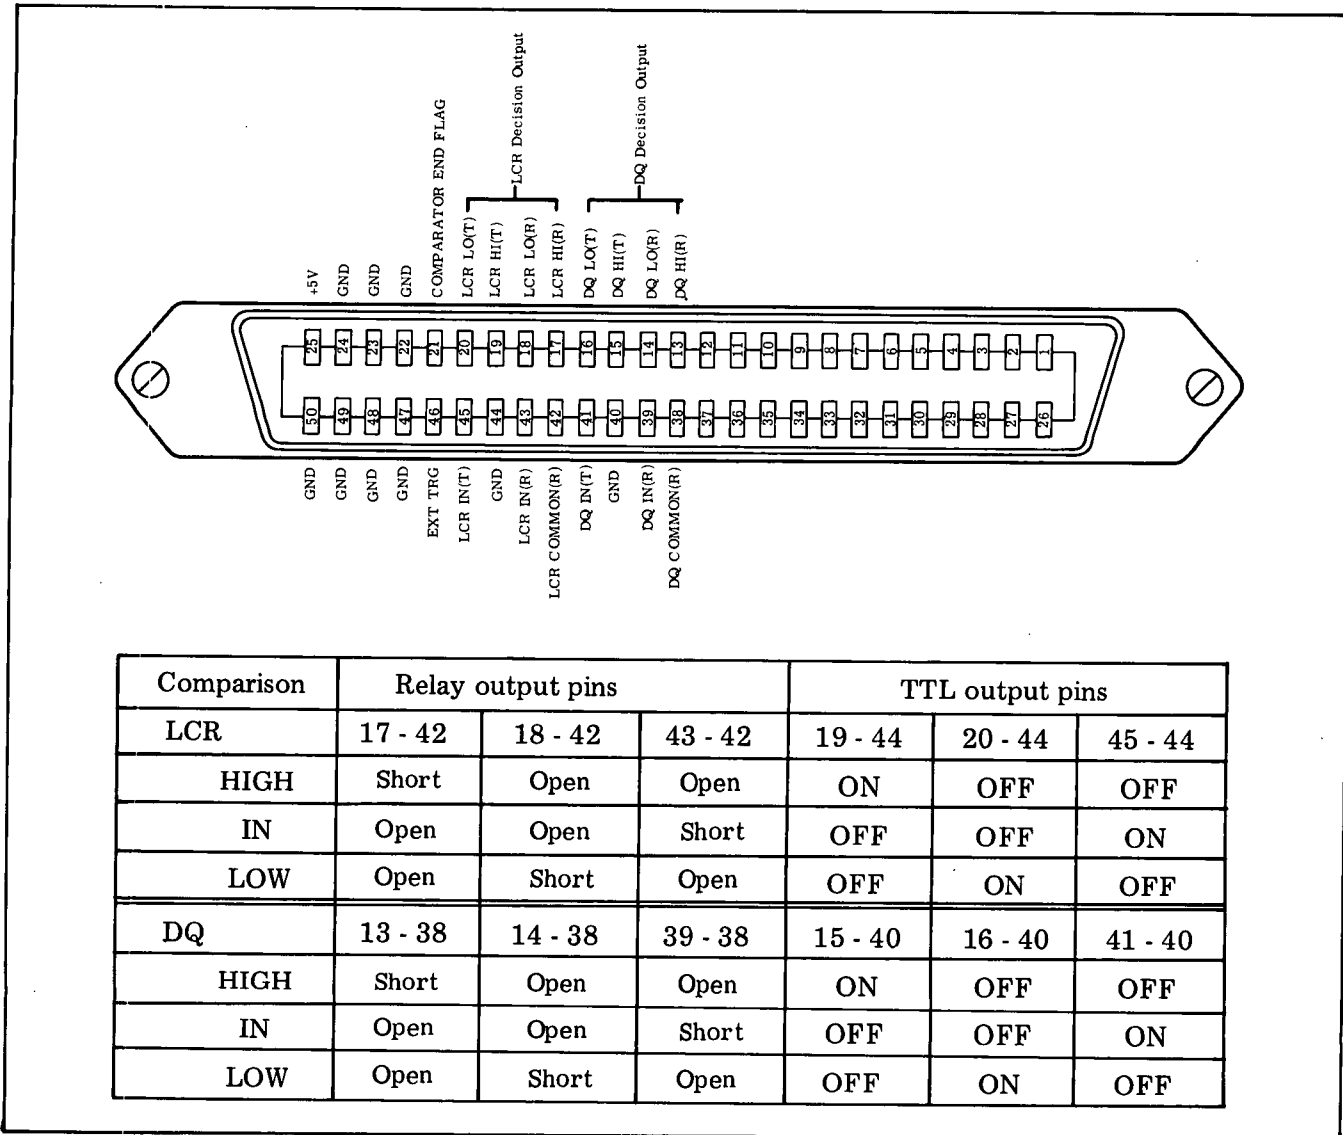 LCR Decision Output
DQ Decision Output
+5V
GND
GND
GND
COMPARATOR END FLAG
LCR LO(T)
LCR HI(T)
LCR LO(R)
LCR HI(R)
DQ LO(T)
DQ HI(T)
DQ LO(R)
DQ HI(R)
25 24 23 22 21 20 19 18 17 16 15 14 13 12 11 10 9 8 7 6 5 4 3 2 1
50 49 48 47 46 45 44 43 42 41 40 39 38 37 36 35 34 33 32 31 30 29 28 27 26
GND
GND
GND
GND
EXT TRG
LCR IN(T)
GND
LCR IN(R)
LCR COMMON(R)
DQ IN(T)
GND
DQ IN(R)
DQ COMMON(R)
Comparison Relay output pins TTL output pins
LCR 17 - 42 18 - 42 43 - 42 19 - 44 20 - 44 45 - 44
HIGH Short Open Open ON OFF OFF
IN Open Open Short OFF OFF ON
LOW Open Short Open OFF ON OFF
DQ 13 - 38 14 - 38 39 - 38 15 - 40 16 - 40 41 - 40
HIGH Short Open Open ON OFF OFF
IN Open Open Short OFF OFF ON
LOW Open Short Open OFF ON OFF